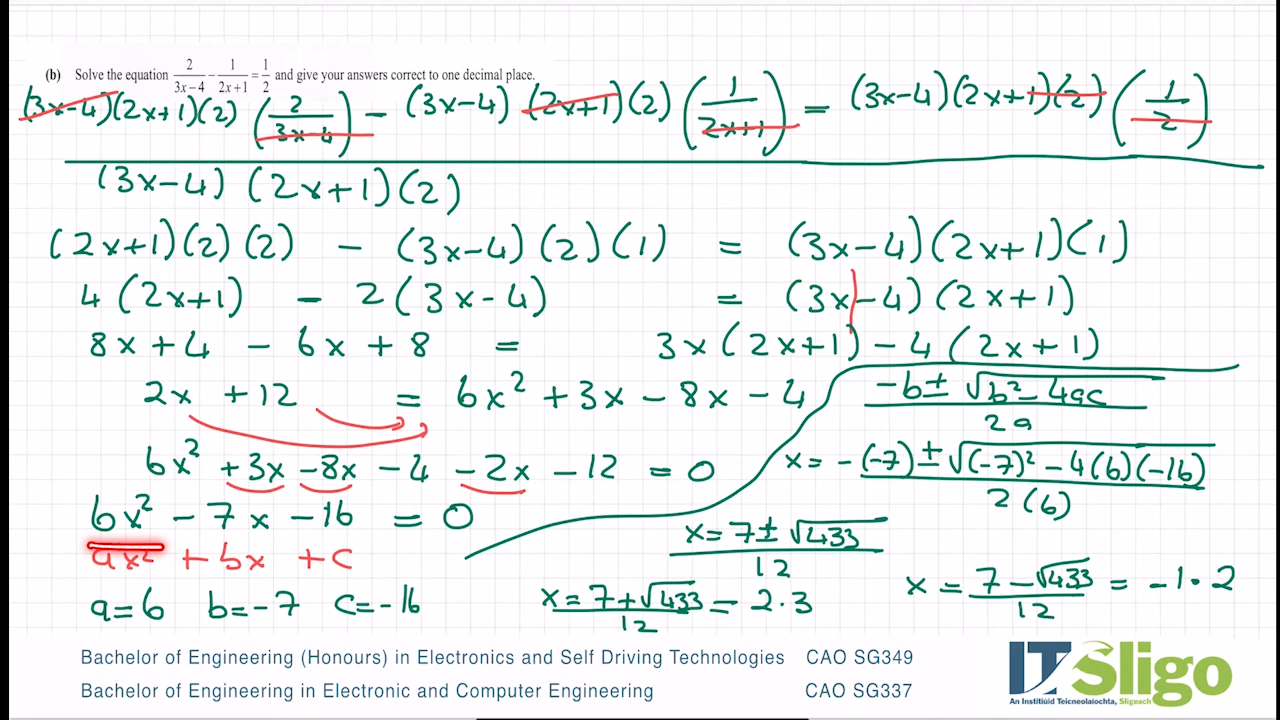 (b) Solve the equation 2/(3x−4) − 1/(2x+1) = 1/2 and give your answers correct to one decimal place.
(3x−4)(2x+1)(2) (2/(3x−4)) − (3x−4)(2x+1)(2) (1/(2x+1)) = (3x−4)(2x+1)(2) (1/2)
(3x−4) (2x+1)(2)
(2x+1)(2)(2) − (3x−4)(2)(1) = (3x−4)(2x+1)(1)
4(2x+1) − 2(3x−4) = (3x−4)(2x+1)
8x+4 − 6x+8 = 3x(2x+1)−4(2x+1)
2x +12 = 6x² +3x −8x −4
6x² +3x −8x −4 −2x −12 = 0
6x² −7x −16 = 0
ax² + bx + c
a=6 b=−7 c=−16
−b±√(b²−4ac)
2a
x= −(−7)±√((−7)²−4(6)(−16))
2(6)
x=7±√433
12
x=7+√433 = 2.3
12
x = 7−√433 = −1.2
12
Bachelor of Engineering (Honours) in Electronics and Self Driving Technologies CAO SG349
Bachelor of Engineering in Electronic and Computer Engineering CAO SG337
IT Sligo
An Institiúid Teicneolaíochta, Sligeach